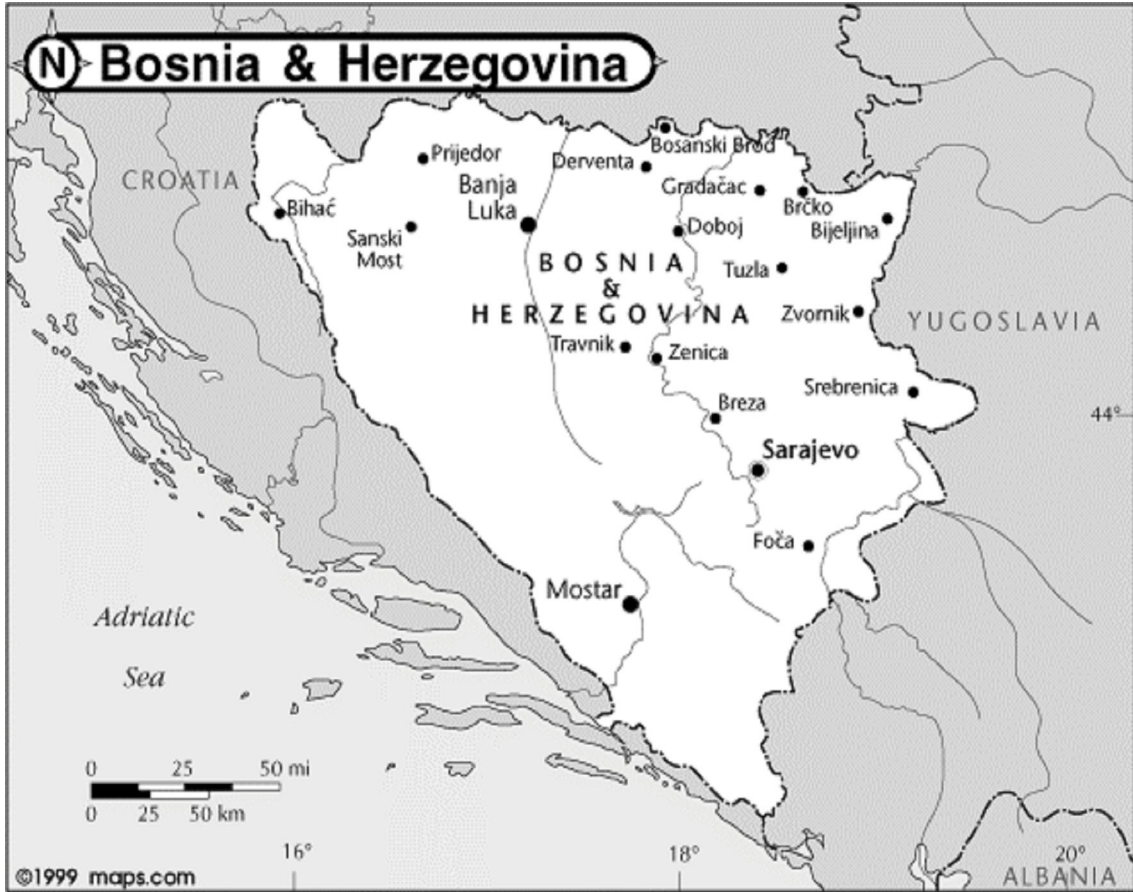 N Bosnia & Herzegovina
Prijedor
Bosanski Brod
Derventa
CROATIA
Banja
Luka
Gradačac
Brčko
Bihać
Bijeljina
Sanski
Most
Doboj
BOSNIA
&
HERZEGOVINA
Tuzla
Zvornik
YUGOSLAVIA
Travnik
Zenica
Srebrenica
Breza
44°
Sarajevo
Foča
Mostar
Adriatic
Sea
0 25 50 mi
0 25 50 km
16°
18°
20°
©1999 maps.com
ALBANIA